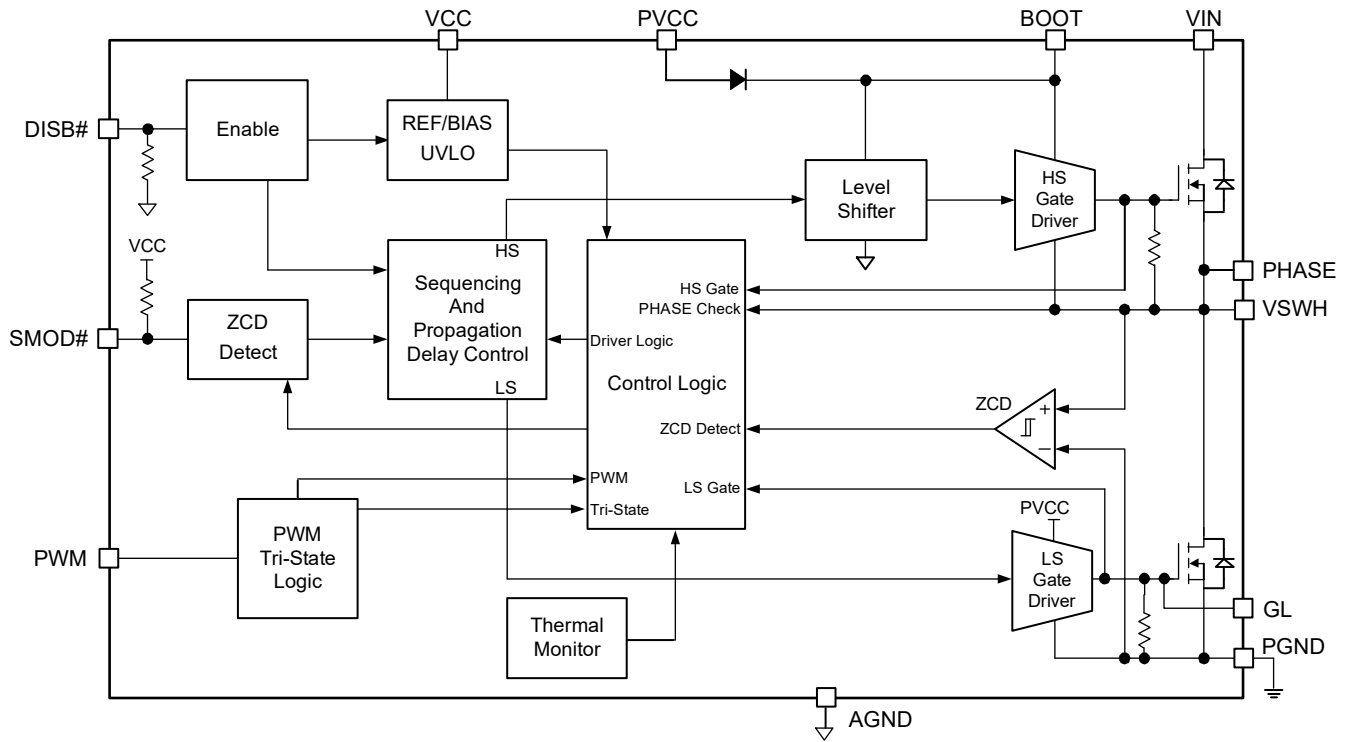 VCC
PVCC
BOOT
VIN
DISB#
Enable
REF/BIAS
UVLO
Level
Shifter
HS
Gate
Driver
VCC
HS
Sequencing
And
Propagation
Delay Control
LS
PHASE
HS Gate
PHASE Check
VSWH
SMOD#
ZCD
Detect
Driver Logic
Control Logic
ZCD
+
−
ZCD Detect
PWM
LS Gate
Tri-State
PVCC
PWM
PWM
Tri-State
Logic
LS
Gate
Driver
GL
Thermal
Monitor
PGND
AGND